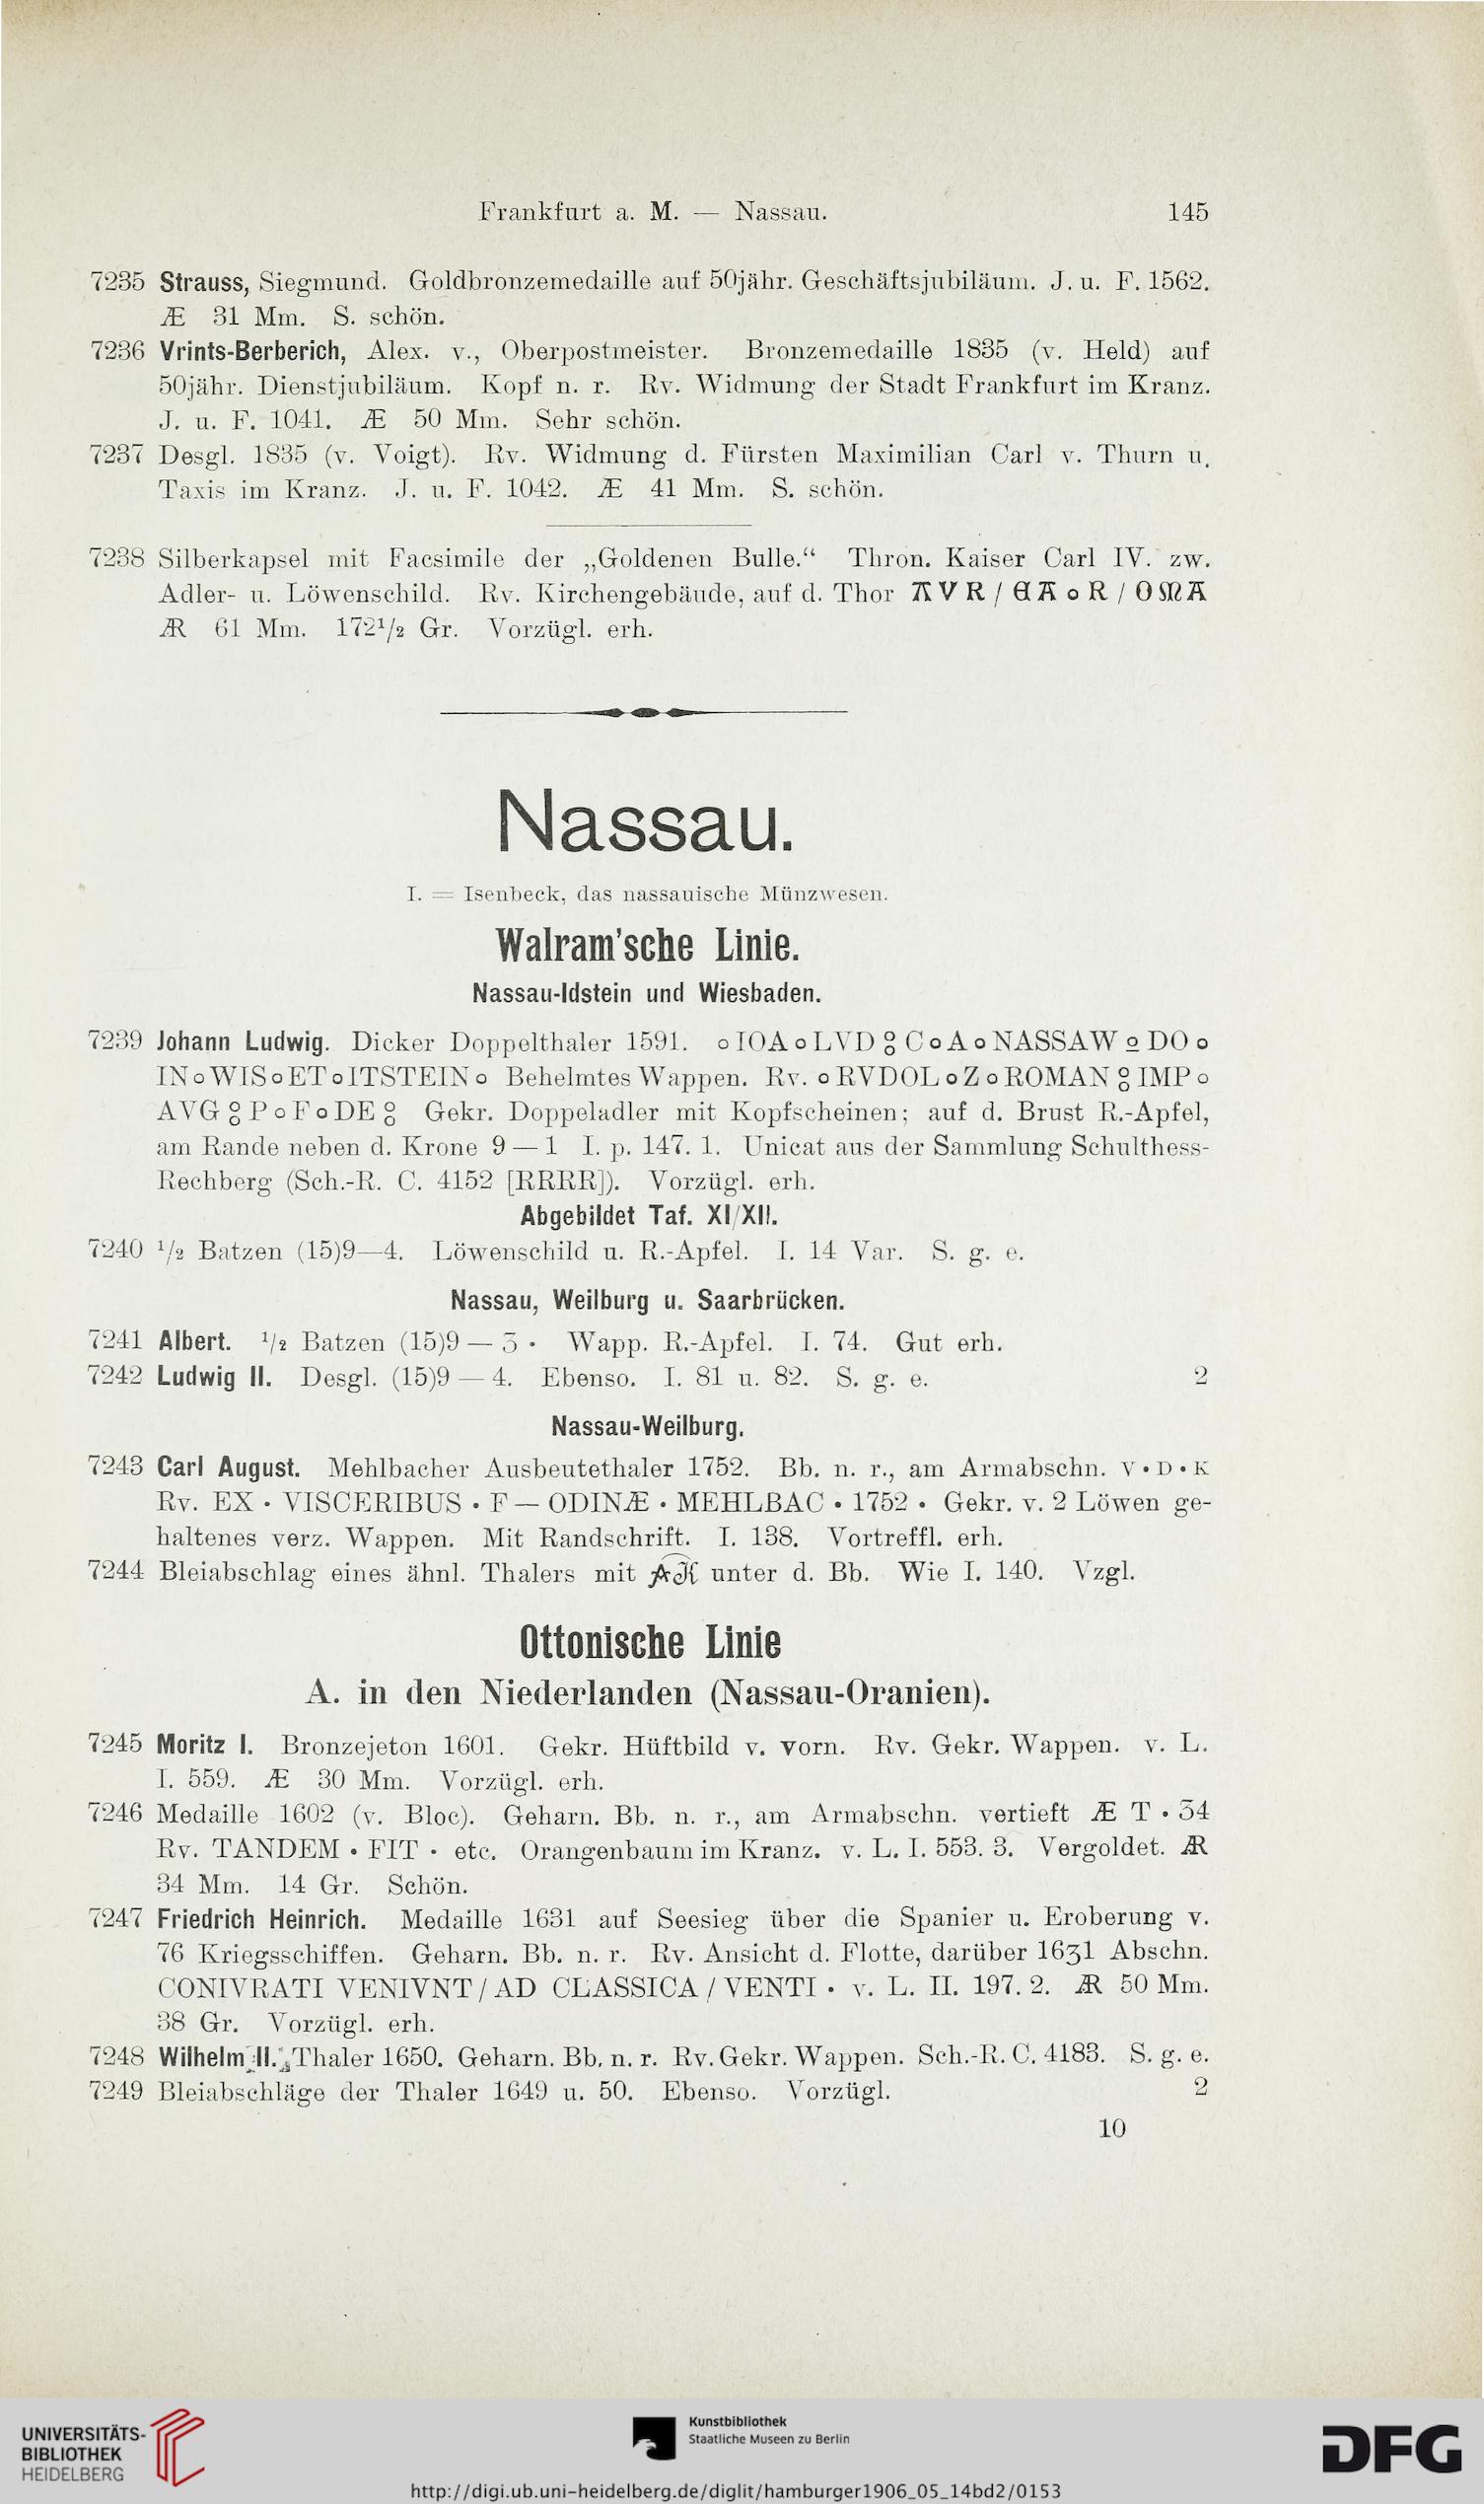 Frankfurt a. M. — Nassau. 145
7235 Strauss, Siegmund. Goldbronzemedaille auf 50jähr. Geschäftsjubiläum. J. u. F. 1562.
Æ 31 Mm. S. schön.
7236 Vrints-Berberich, Alex. v., Oberpostmeister. Bronzemedaille 1835 (v. Held) auf
50jähr. Dienstjubiläum. Kopf n. r. Rv. Widmung der Stadt Frankfurt im Kranz.
J. u. F. 1041. Æ 50 Mm. Sehr schön.
7237 Desgl. 1835 (v. Voigt). Rv. Widmung d. Fürsten Maximilian Carl v. Thurn u.
Taxis im Kranz. J. u. F. 1042. Æ 41 Mm. S. schön.
7238 Silberkapsel mit Facsimile der „Goldenen Bulle.“ Thron. Kaiser Carl IV. zw.
Adler- u. Löwenschild. Rv. Kirchengebäude, auf d. Thor AVR / EA o R / OMA
ÆR 61 Mm. 172½ Gr. Vorzügl. erh.
Nassau.
I. = Isenbeck, das nassauische Münzwesen.
Walram'sche Linie.
Nassau-Idstein und Wiesbaden.
7239 Johann Ludwig. Dicker Doppelthaler 1591. o IOA o LVD 8 C o A o NASSAW o DO o
IN o WIS o ET o ITSTEIN o Behelmtes Wappen. Rv. o RVDOL o Z o ROMAN 8 IMP o
AVG 8 P o F o DE 8 Gekr. Doppeladler mit Kopfscheinen; auf d. Brust R.-Apfel,
am Rande neben d. Krone 9 — 1 I. p. 147. 1. Unicat aus der Sammlung Schulthess-
Rechberg (Sch.-R. C. 4152 [RRRR]). Vorzügl. erh.
Abgebildet Taf. XI/XII.
7240 ½ Batzen (15)9—4. Löwenschild u. R.-Apfel. I. 14 Var. S. g. e.
Nassau, Weilburg u. Saarbrücken.
7241 Albert. ½ Batzen (15)9 — 3 • Wapp. R.-Apfel. I. 74. Gut erh.
7242 Ludwig II. Desgl. (15)9 — 4. Ebenso. I. 81 u. 82. S. g. e. 2
Nassau-Weilburg.
7243 Carl August. Mehlbacher Ausbeutethaler 1752. Bb. n. r., am Armabschn. V • D • K
Rv. EX • VISCERIBUS • F — ODINÆ • MEHLBAC • 1752 • Gekr. v. 2 Löwen ge-
haltenes verz. Wappen. Mit Randschrift. I. 138. Vortreffl. erh.
7244 Bleiabschlag eines ähnl. Thalers mit AK unter d. Bb. Wie I. 140. Vzgl.
Ottonische Linie
A. in den Niederlanden (Nassau-Oranien).
7245 Moritz I. Bronzejeton 1601. Gekr. Hüftbild v. vorn. Rv. Gekr. Wappen. v. L.
I. 559. Æ 30 Mm. Vorzügl. erh.
7246 Medaille 1602 (v. Bloc). Geharn. Bb. n. r., am Armabschn. vertieft Æ T • 34
Rv. TANDEM • FIT • etc. Orangenbaum im Kranz. v. L. I. 553. 3. Vergoldet. ÆR
34 Mm. 14 Gr. Schön.
7247 Friedrich Heinrich. Medaille 1631 auf Seesieg über die Spanier u. Eroberung v.
76 Kriegsschiffen. Geharn. Bb. n. r. Rv. Ansicht d. Flotte, darüber 1631 Abschn.
CONIVRATI VENIVNT / AD CLASSICA / VENTI • v. L. II. 197. 2. ÆR 50 Mm.
38 Gr. Vorzügl. erh.
7248 Wilhelm II. Thaler 1650. Geharn. Bb. n. r. Rv. Gekr. Wappen. Sch.-R. C. 4183. S. g. e.
7249 Bleiabschläge der Thaler 1649 u. 50. Ebenso. Vorzügl. 2
10
UNIVERSITÄTS-
BIBLIOTHEK
HEIDELBERG
Kunstbibliothek
Staatliche Museen zu Berlin
DFG
http://digi.ub.uni-heidelberg.de/diglit/hamburger1906_05_14bd2/0153